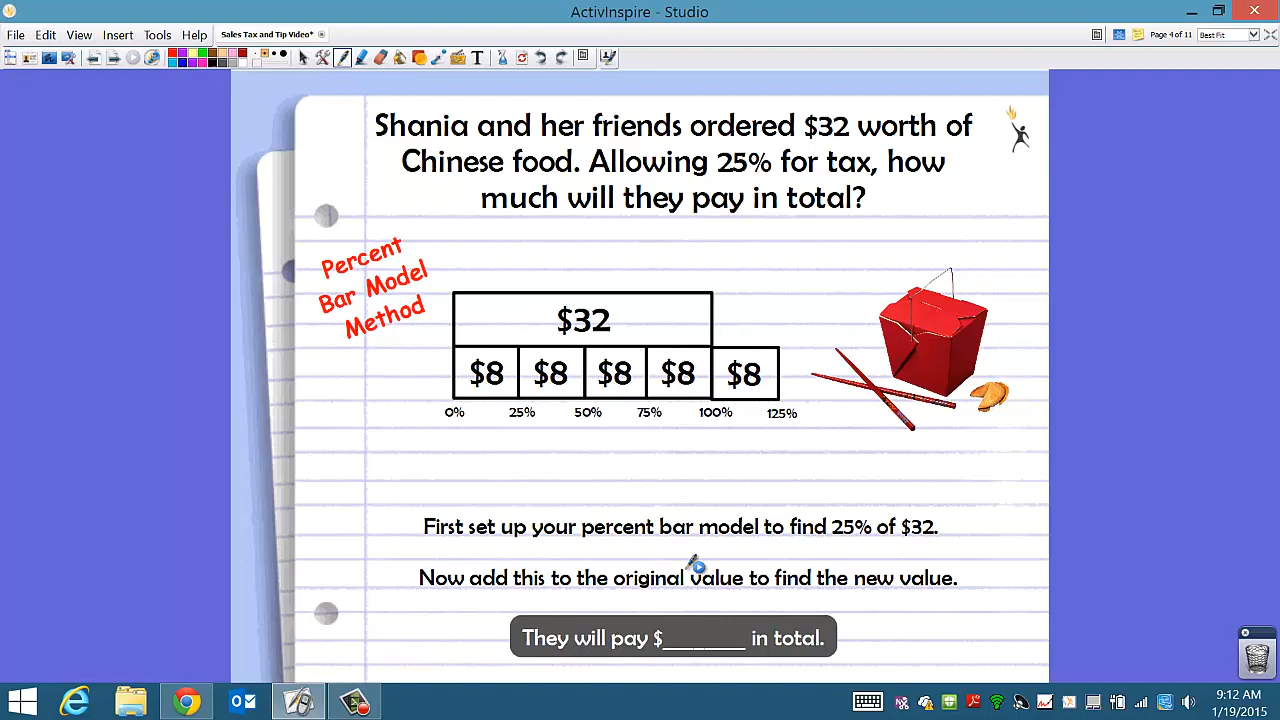 ActivInspire - Studio
File Edit View Insert Tools Help
Sales Tax and Tip Video*
Page 4 of 11
Best Fit
Shania and her friends ordered $32 worth of
Chinese food. Allowing 25% for tax, how
much will they pay in total?
Percent
Bar Model
Method
$32
$8 $8 $8 $8 $8
0% 25% 50% 75% 100% 125%
First set up your percent bar model to find 25% of $32.
Now add this to the original value to find the new value.
They will pay $_______ in total.
9:12 AM
1/19/2015